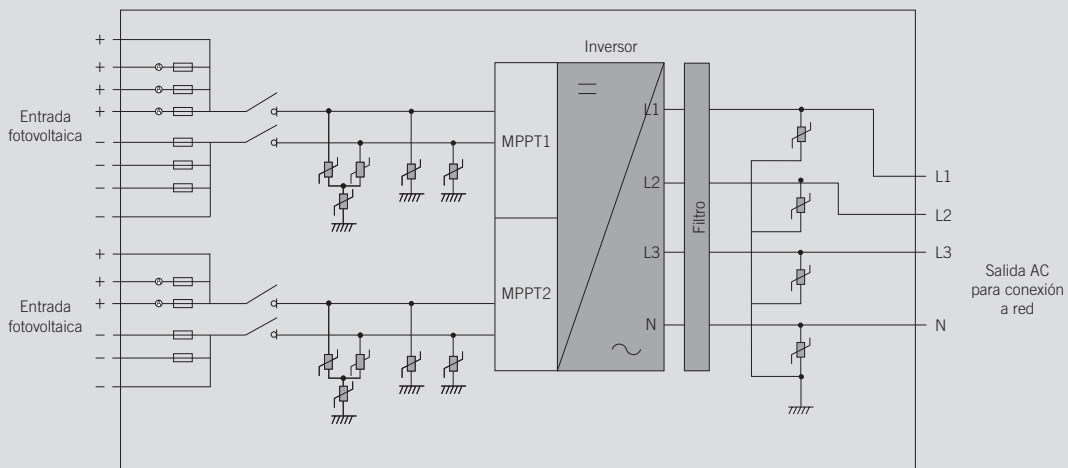 Inversor
+
+
+
+
Entrada
fotovoltaica
−
−
−
−
MPPT1
L1
L2
L3
N
Filtro
L1
L2
L3
N
Salida AC
para conexión
a red
+
+
+
Entrada
fotovoltaica
−
−
−
MPPT2